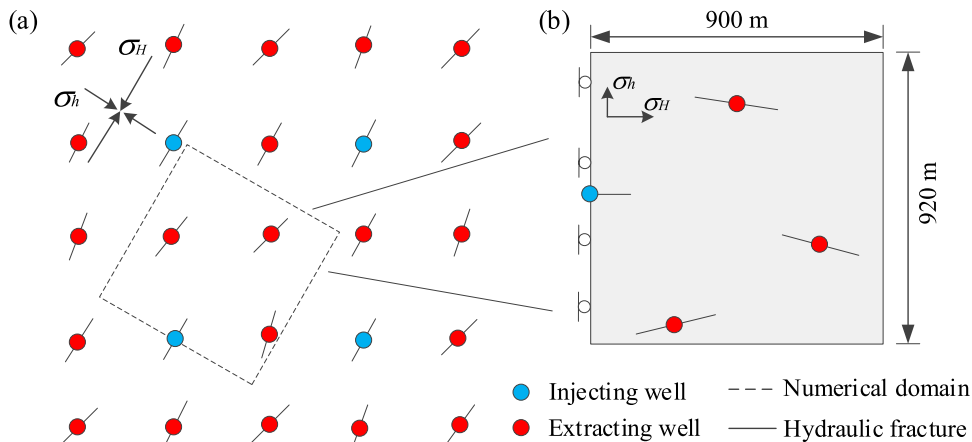 (a)
σH
σh
(b)
900 m
σh
σH
920 m
Injecting well
Numerical domain
Extracting well
Hydraulic fracture